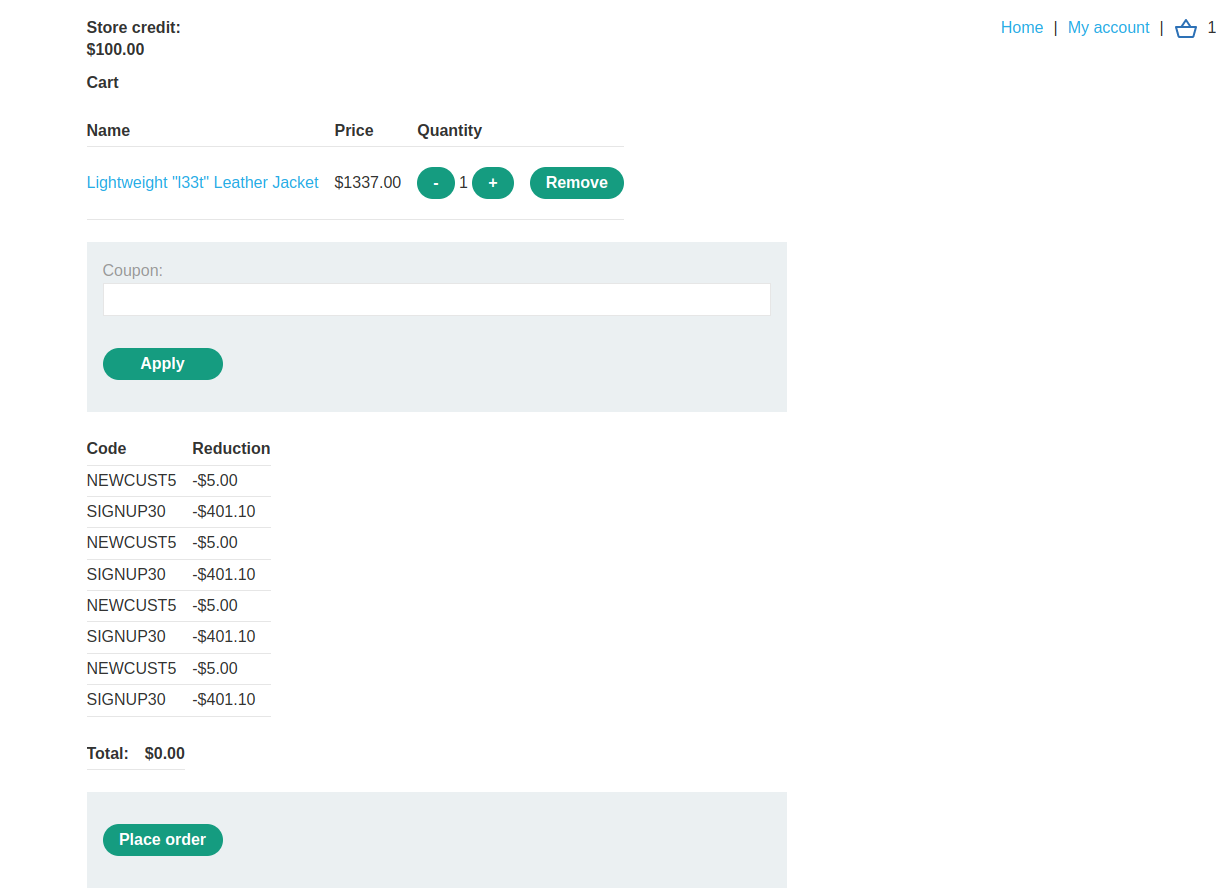 Store credit:
$100.00
Home | My account | 1
Cart
Name Price Quantity
Lightweight "l33t" Leather Jacket $1337.00 - 1 + Remove
Coupon:
Apply
Code Reduction
NEWCUST5 -$5.00
SIGNUP30 -$401.10
NEWCUST5 -$5.00
SIGNUP30 -$401.10
NEWCUST5 -$5.00
SIGNUP30 -$401.10
NEWCUST5 -$5.00
SIGNUP30 -$401.10
Total: $0.00
Place order